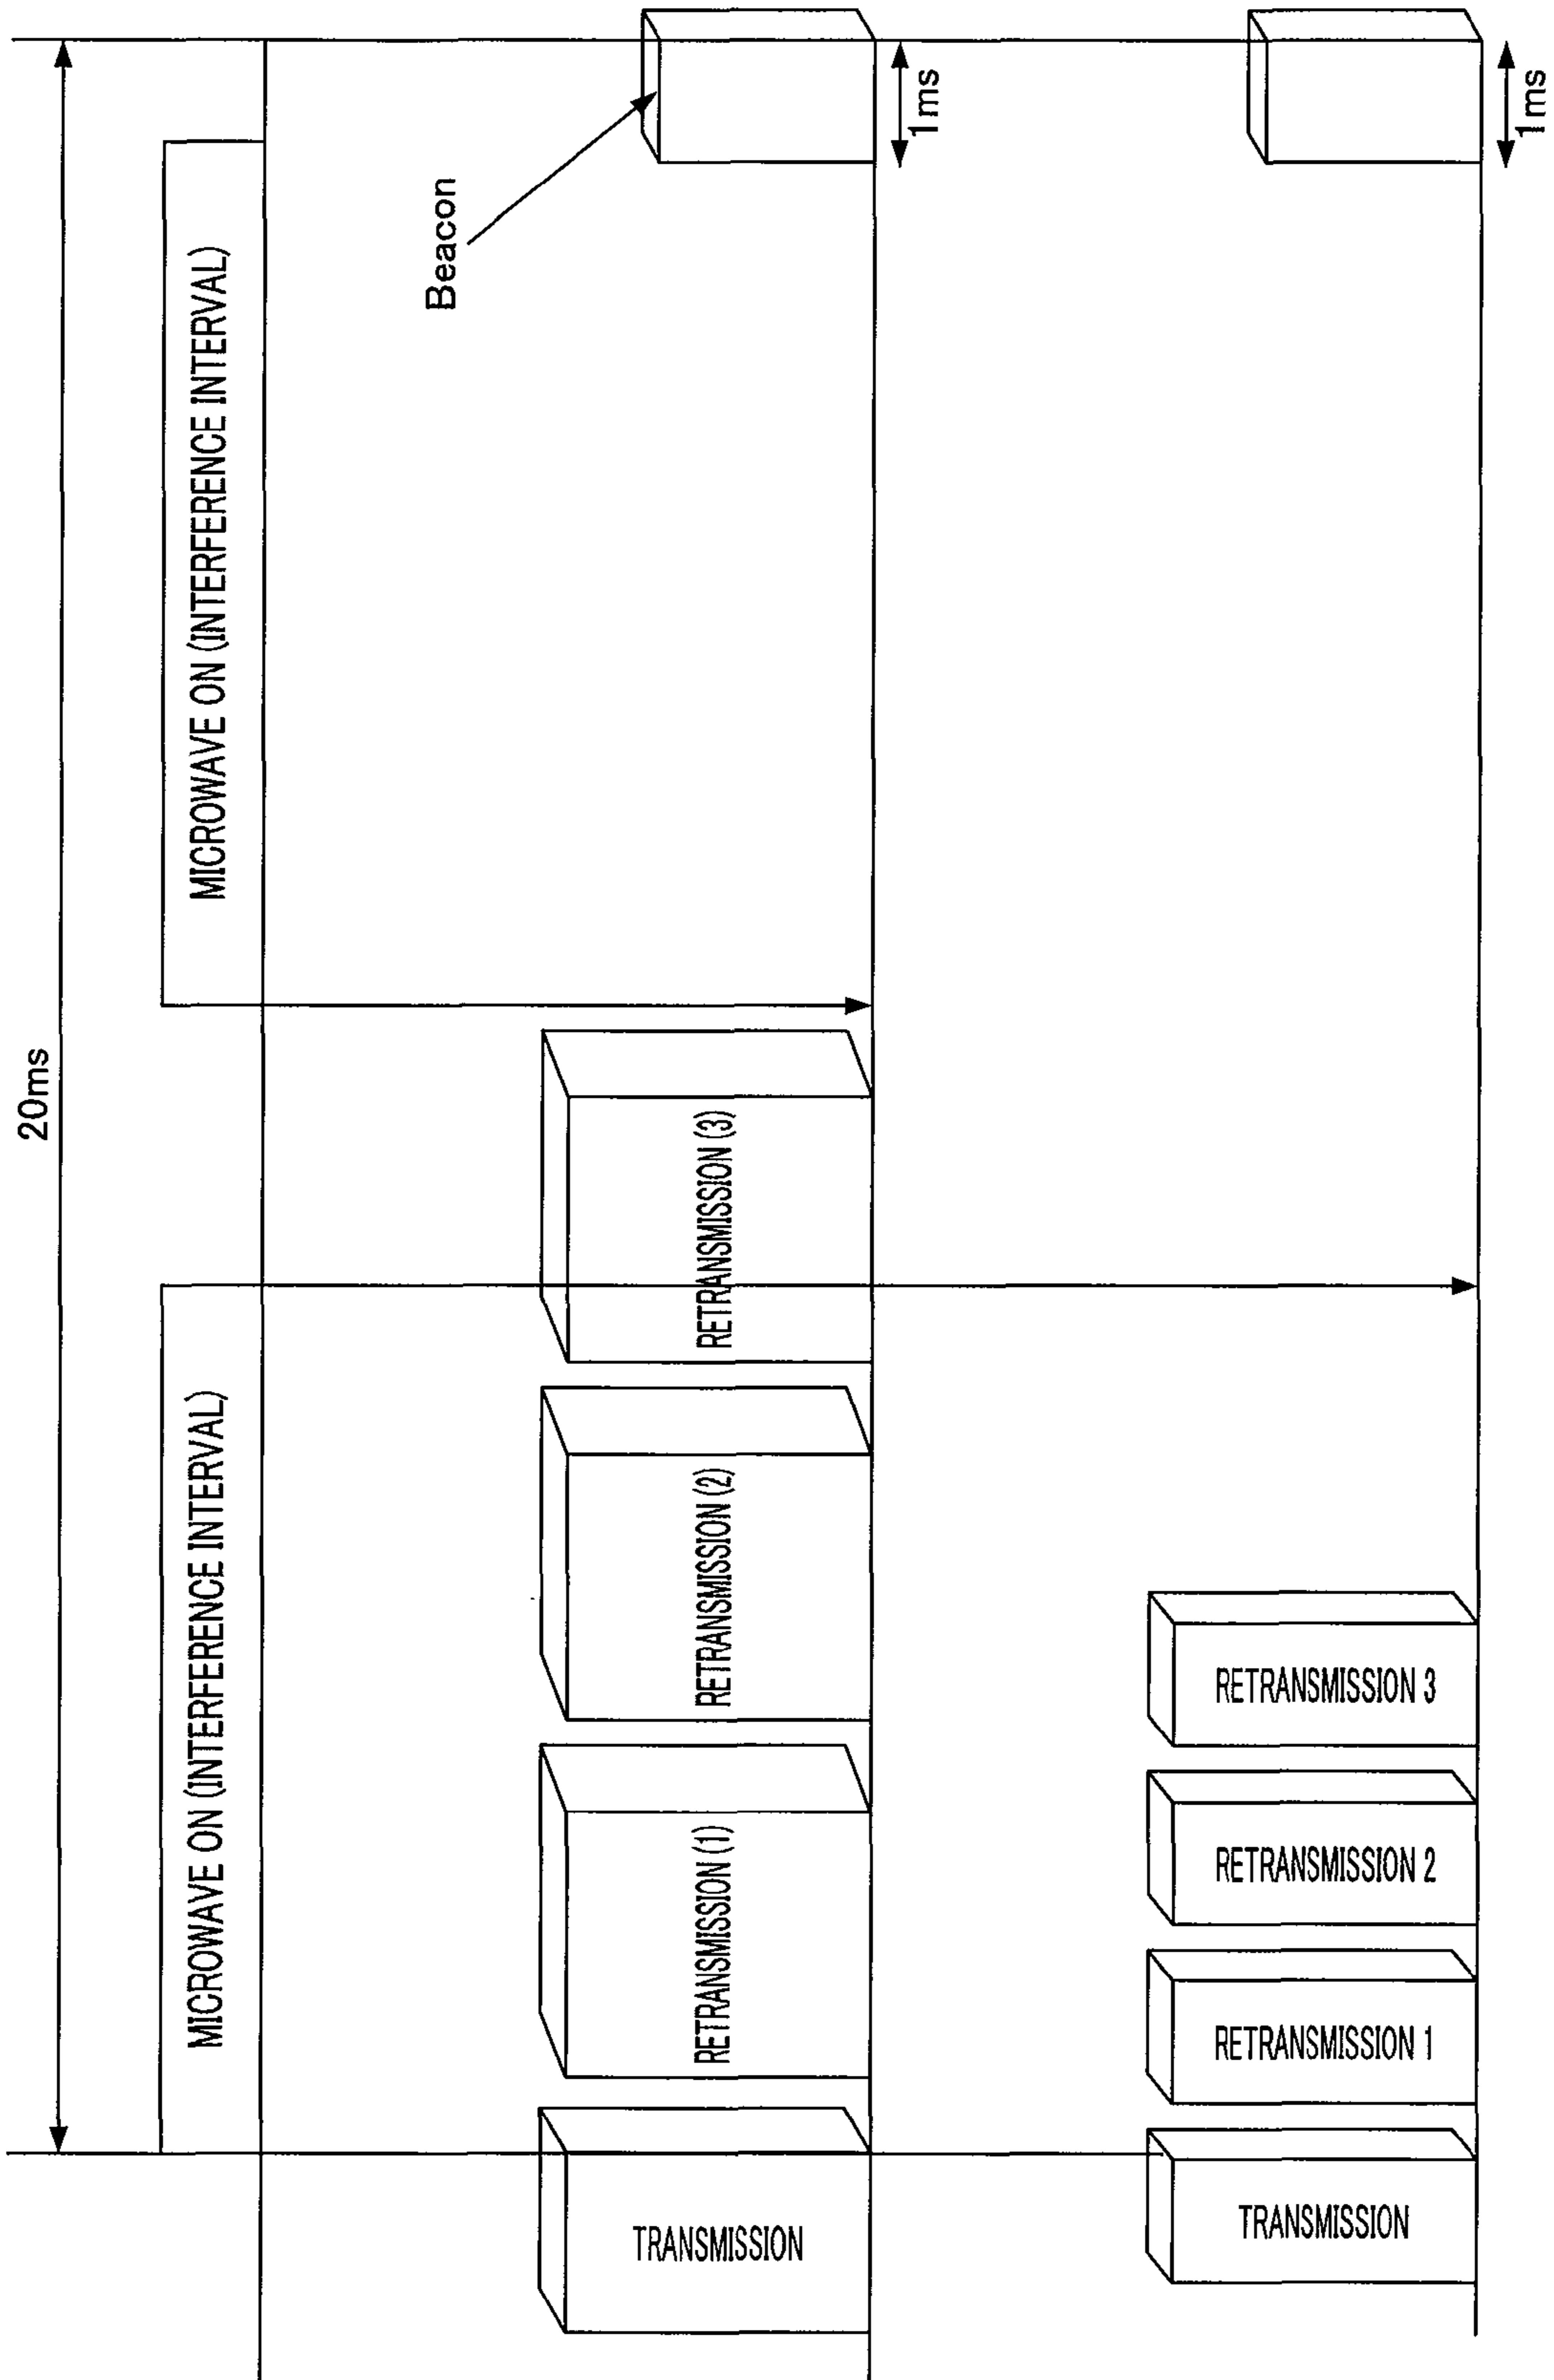 20ms
MICROWAVE ON (INTERFERENCE INTERVAL)
MICROWAVE ON (INTERFERENCE INTERVAL)
Beacon
TRANSMISSION
RETRANSMISSION (1)
RETRANSMISSION (2)
RETRANSMISSION (3)
1ms
TRANSMISSION
RETRANSMISSION 1
RETRANSMISSION 2
RETRANSMISSION 3
1ms